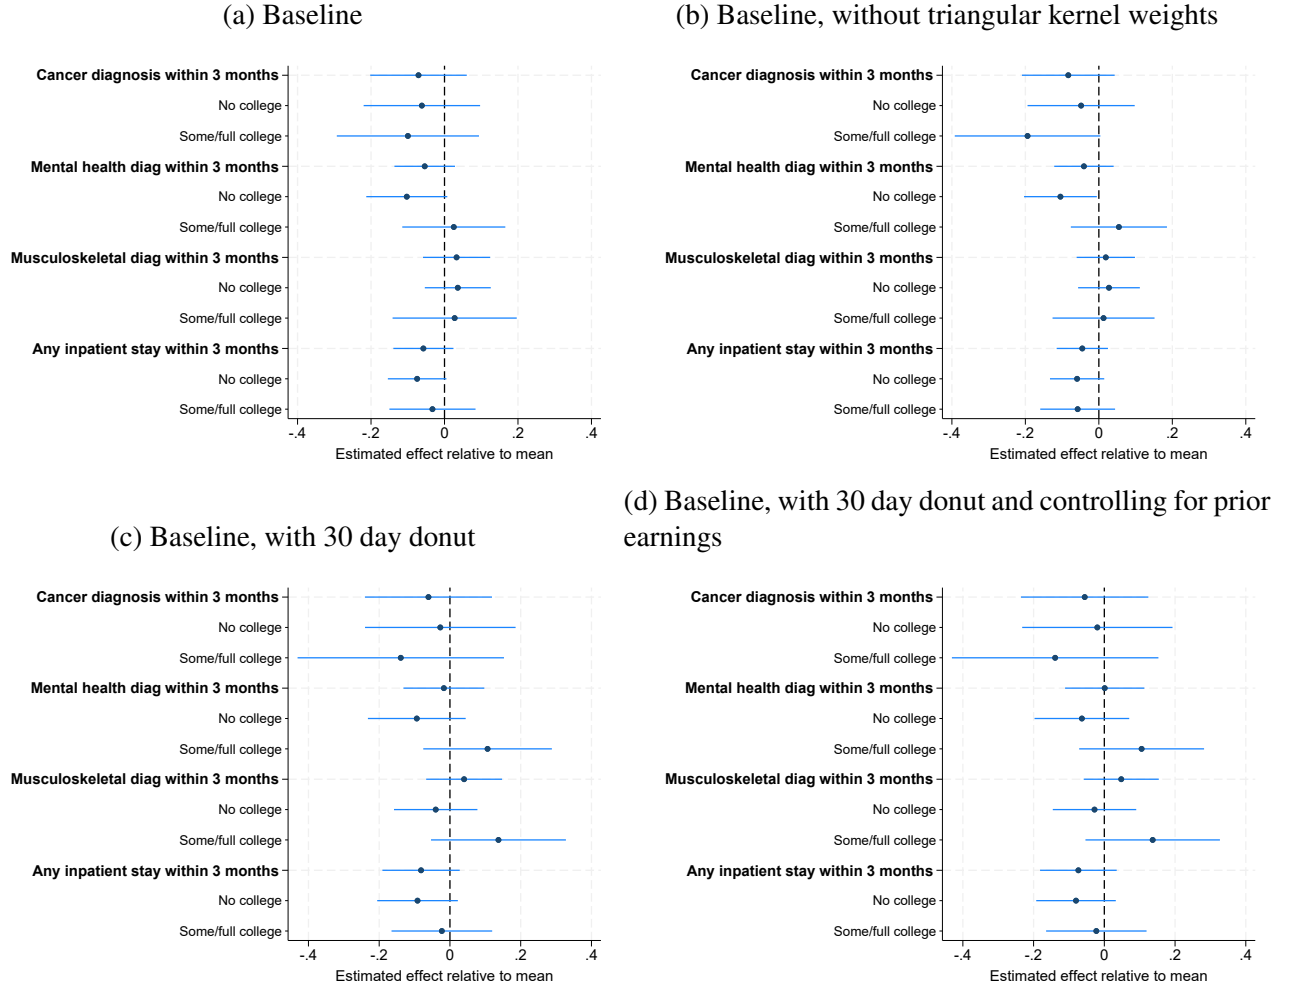 (a) Baseline
Cancer diagnosis within 3 months
No college
Some/full college
Mental health diag within 3 months
No college
Some/full college
Musculoskeletal diag within 3 months
No college
Some/full college
Any inpatient stay within 3 months
No college
Some/full college
-.4 -.2 0 .2 .4
Estimated effect relative to mean
(b) Baseline, without triangular kernel weights
Cancer diagnosis within 3 months
No college
Some/full college
Mental health diag within 3 months
No college
Some/full college
Musculoskeletal diag within 3 months
No college
Some/full college
Any inpatient stay within 3 months
No college
Some/full college
-.4 -.2 0 .2 .4
Estimated effect relative to mean
(c) Baseline, with 30 day donut
Cancer diagnosis within 3 months
No college
Some/full college
Mental health diag within 3 months
No college
Some/full college
Musculoskeletal diag within 3 months
No college
Some/full college
Any inpatient stay within 3 months
No college
Some/full college
-.4 -.2 0 .2 .4
Estimated effect relative to mean
(d) Baseline, with 30 day donut and controlling for prior
earnings
Cancer diagnosis within 3 months
No college
Some/full college
Mental health diag within 3 months
No college
Some/full college
Musculoskeletal diag within 3 months
No college
Some/full college
Any inpatient stay within 3 months
No college
Some/full college
-.4 -.2 0 .2 .4
Estimated effect relative to mean